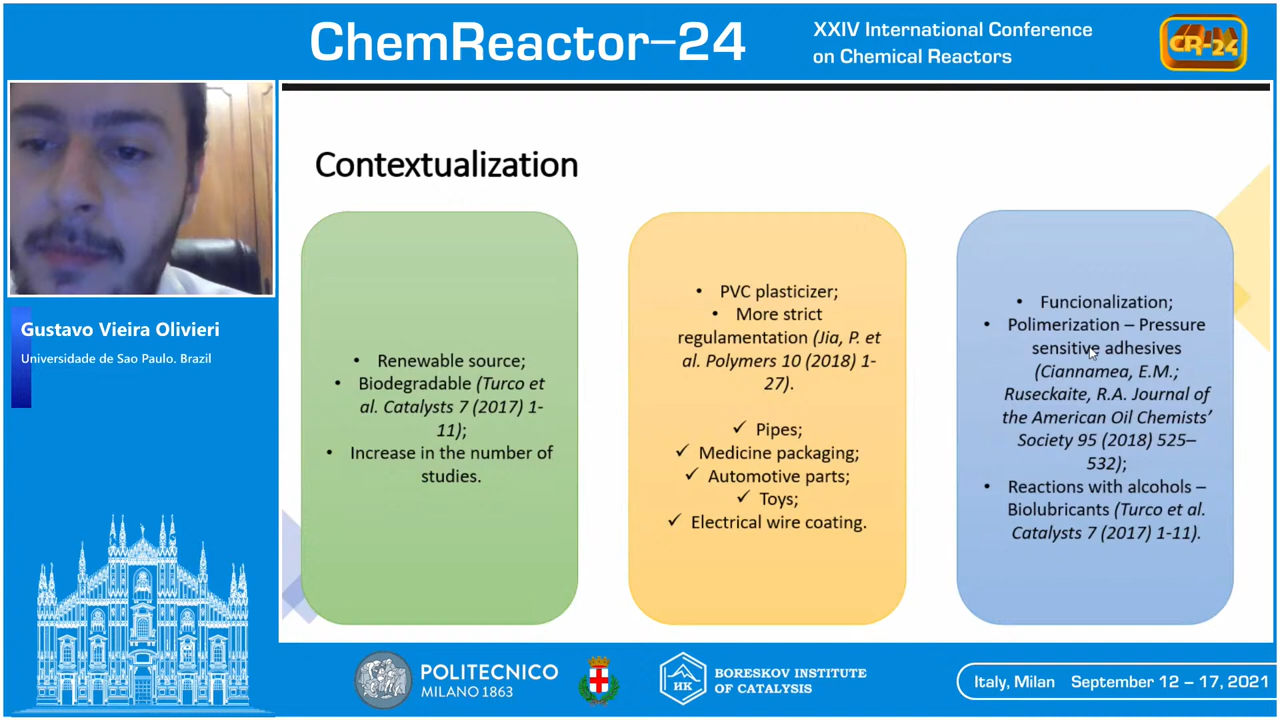 ChemReactor–24
XXIV International Conference
on Chemical Reactors
CR-24
Contextualization
Gustavo Vieira Olivieri
Universidade de Sao Paulo. Brazil
• Renewable source;
• Biodegradable (Turco et
al. Catalysts 7 (2017) 1-
11);
• Increase in the number of
studies.
• PVC plasticizer;
• More strict
regulamentation (Jia, P. et
al. Polymers 10 (2018) 1-
27).
✓ Pipes;
✓ Medicine packaging;
✓ Automotive parts;
✓ Toys;
✓ Electrical wire coating.
• Funcionalization;
• Polimerization – Pressure
sensitive adhesives
(Ciannamea, E.M.;
Ruseckaite, R.A. Journal of
the American Oil Chemists’
Society 95 (2018) 525–
532);
• Reactions with alcohols –
Biolubricants (Turco et al.
Catalysts 7 (2017) 1-11).
POLITECNICO
MILANO 1863
HK
BORESKOV INSTITUTE
OF CATALYSIS
Italy, Milan September 12 – 17, 2021